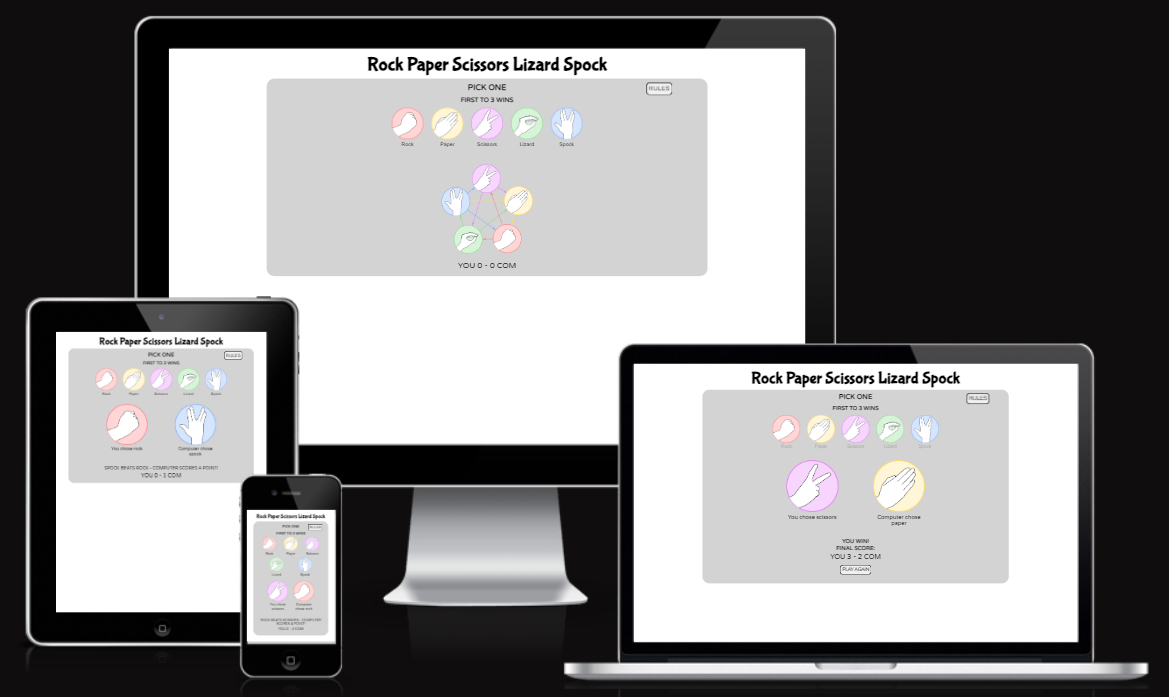 Rock Paper Scissors Lizard Spock
PICK ONE
RULES
FIRST TO 3 WINS
Rock Paper Scissors Lizard Spock
YOU 0 - 0 COM
Rock Paper Scissors Lizard Spock
PICK ONE
RULES
FIRST TO 3 WINS
Rock Paper Scissors Lizard Spock
You chose rock
Computer chose
spock
SPOCK BEATS ROCK - COMPUTER SCORES A POINT!
YOU 0 - 1 COM
Rock Paper Scissors Lizard Spock
PICK ONE
RULES
FIRST TO 3 WINS
Rock Paper Scissors
Lizard Spock
You chose
scissors
Computer
chose rock
ROCK BEATS SCISSORS - COMPUTER
SCORES A POINT!
Rock Paper Scissors Lizard Spock
PICK ONE
RULES
FIRST TO 3 WINS
Rock Paper Scissors Lizard Spock
You chose scissors
Computer chose
paper
YOU WIN!
FINAL SCORE:
YOU 3 - 2 COM
PLAY AGAIN